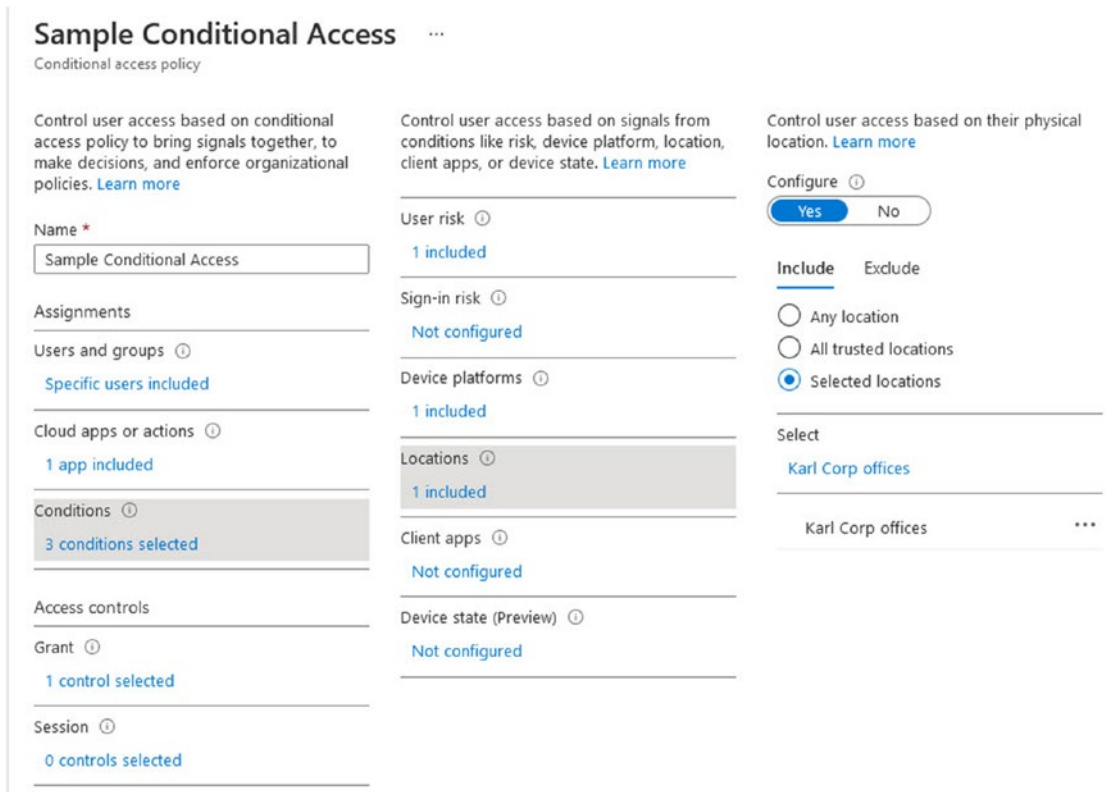 Sample Conditional Access ...
Conditional access policy
Control user access based on conditional
access policy to bring signals together, to
make decisions, and enforce organizational
policies. Learn more
Name *
Sample Conditional Access
Assignments
Users and groups
Specific users included
Cloud apps or actions
1 app included
Conditions
3 conditions selected
Access controls
Grant
1 control selected
Session
0 controls selected
Control user access based on signals from
conditions like risk, device platform, location,
client apps, or device state. Learn more
User risk
1 included
Sign-in risk
Not configured
Device platforms
1 included
Locations
1 included
Client apps
Not configured
Device state (Preview)
Not configured
Control user access based on their physical
location. Learn more
Configure
Yes No
Include Exclude
Any location
All trusted locations
Selected locations
Select
Karl Corp offices
Karl Corp offices ...